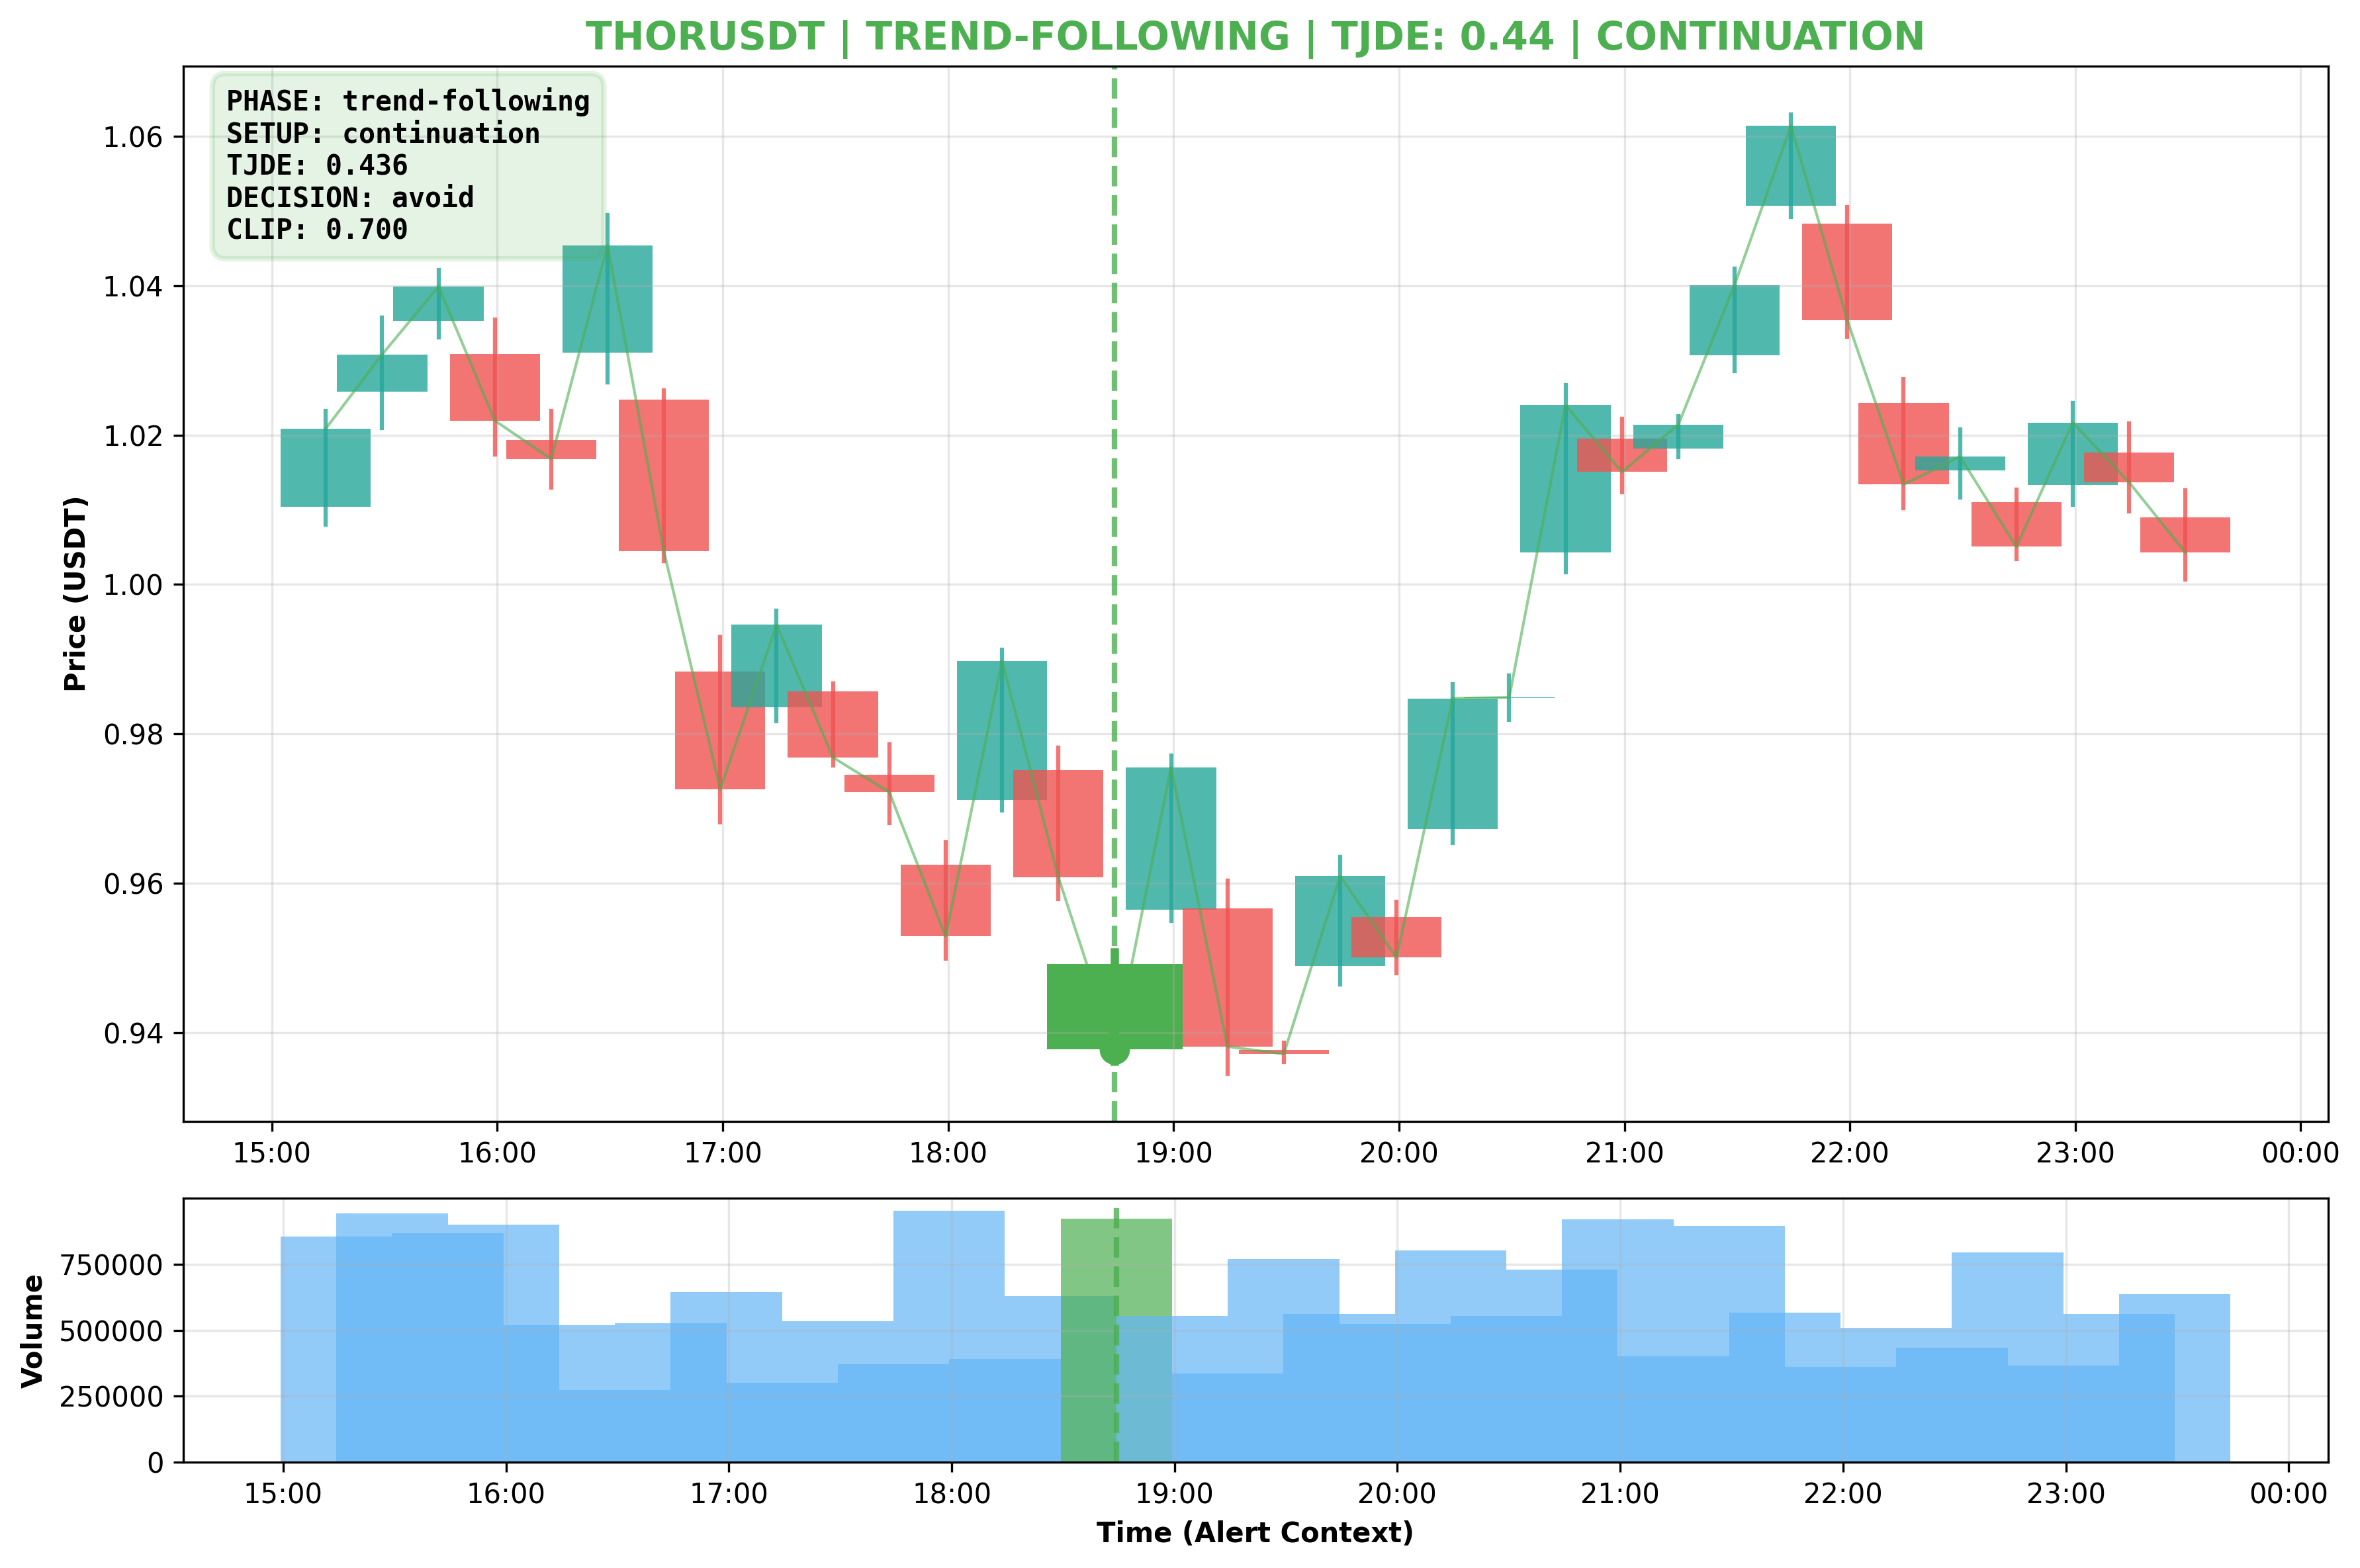 THORUSDT | TREND-FOLLOWING | TJDE: 0.44 | CONTINUATION
PHASE: trend-following
SETUP: continuation
TJDE: 0.436
DECISION: avoid
CLIP: 0.700
Price (USDT)
1.06
1.04
1.02
1.00
0.98
0.96
0.94
15:00 16:00 17:00 18:00 19:00 20:00 21:00 22:00 23:00 00:00
Volume
750000
500000
250000
0
15:00 16:00 17:00 18:00 19:00 20:00 21:00 22:00 23:00 00:00
Time (Alert Context)